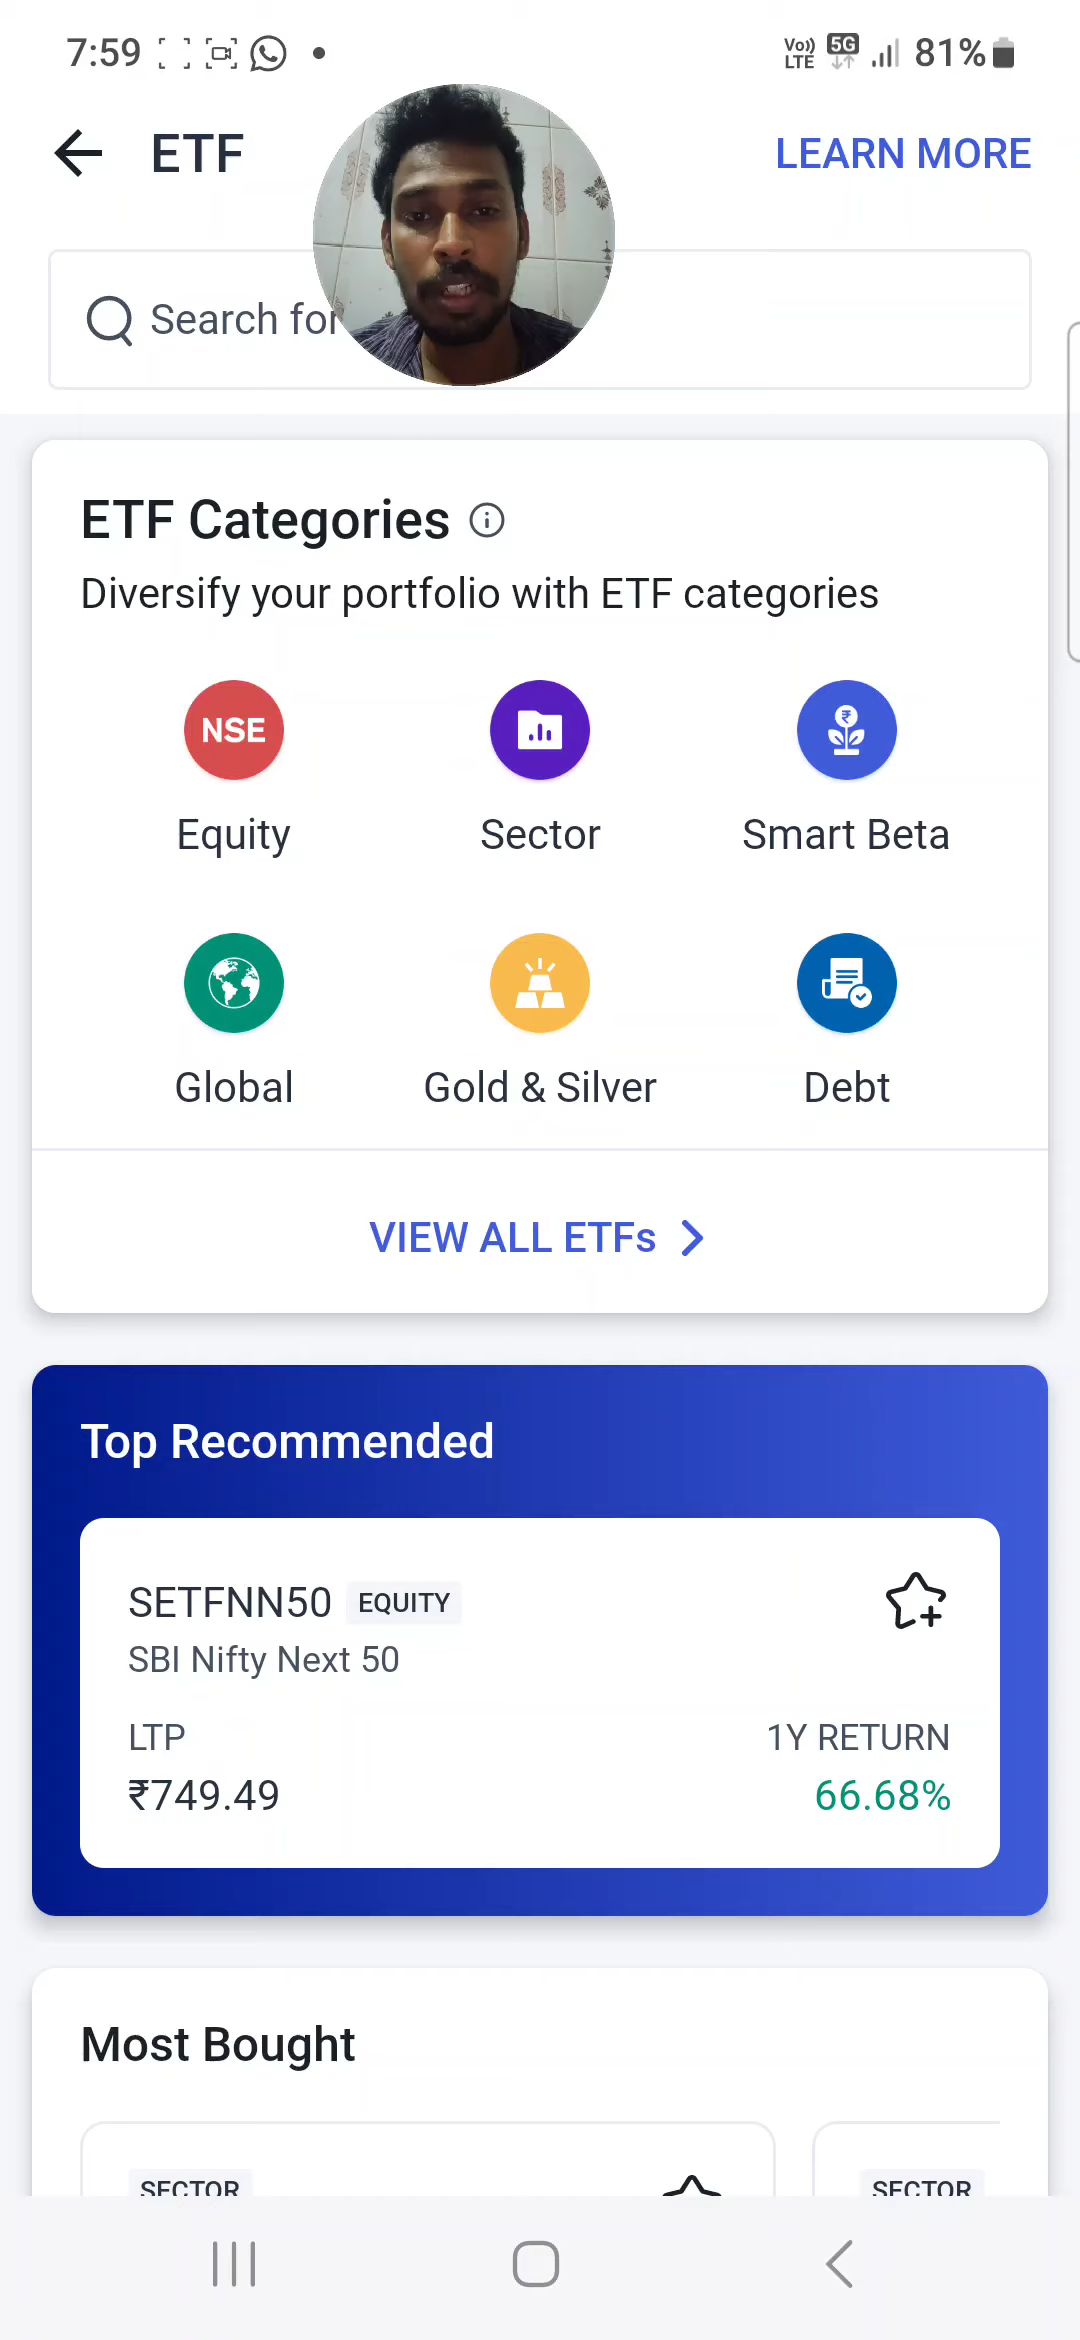 7:59
Vo)) LTE 5G 81%
ETF
LEARN MORE
Search for
ETF Categories
Diversify your portfolio with ETF categories
NSE
Equity
Sector
Smart Beta
Global
Gold & Silver
Debt
VIEW ALL ETFs
Top Recommended
SETFNN50 EQUITY
SBI Nifty Next 50
LTP
1Y RETURN
₹749.49
66.68%
Most Bought
SECTOR
SECTOR